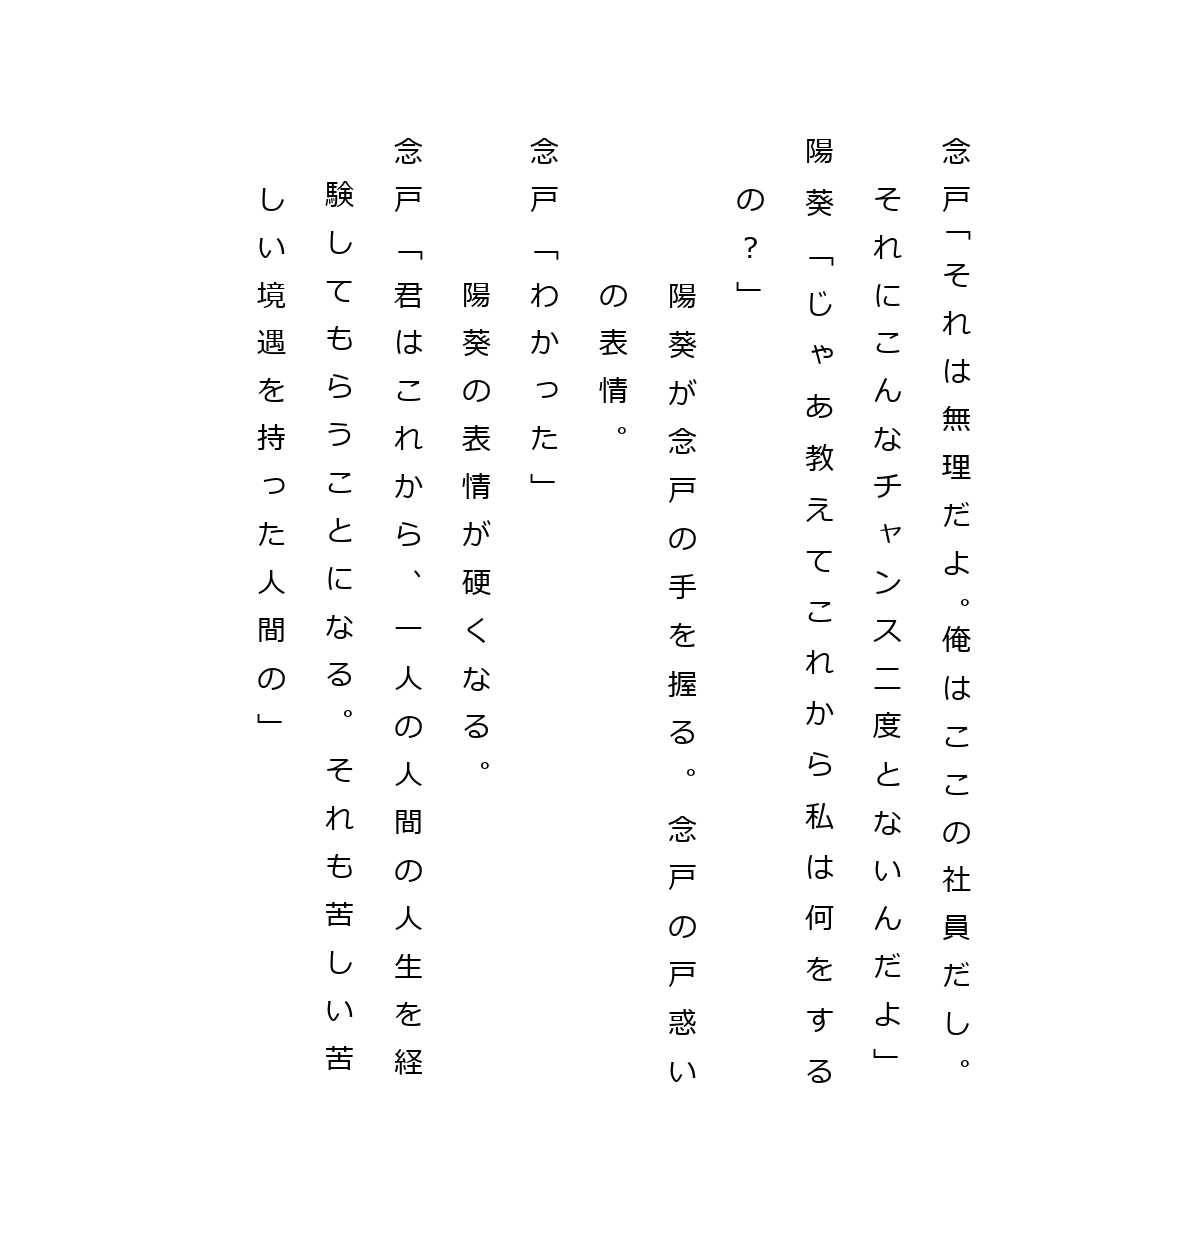 念戸「それは無理だよ。俺はここの社員だし。
それにこんなチャンス二度とないんだよ」
陽葵「じゃあ教えてこれから私は何をする
の？」
陽葵が念戸の手を握る。念戸の戸惑い
の表情。
念戸「わかった」
陽葵の表情が硬くなる。
念戸「君はこれから、一人の人間の人生を経
験してもらうことになる。それも苦しい苦
しい境遇を持った人間の」